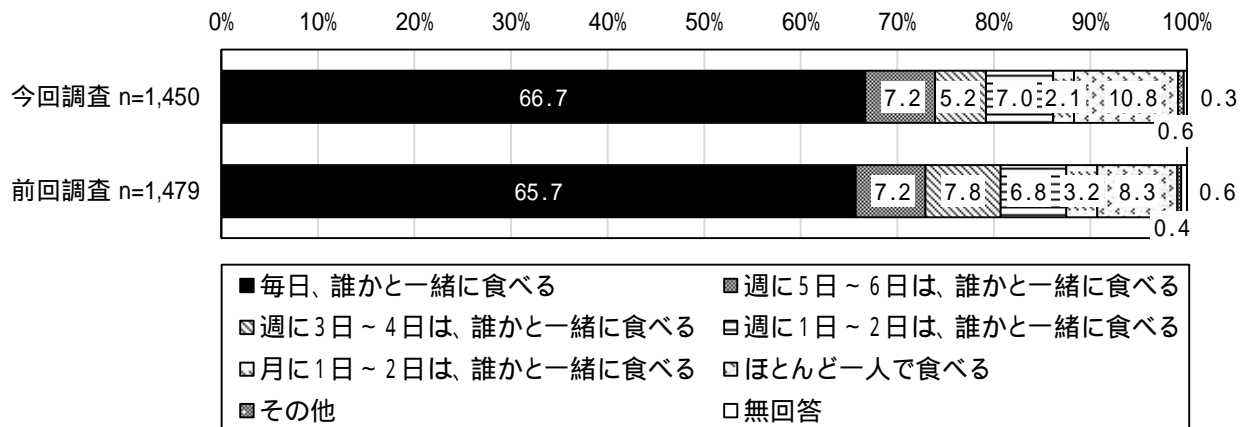 0% 10% 20% 30% 40% 50% 60% 70% 80% 90% 100%
今回調査 n=1,450 66.7 7.2 5.2 7.0 2.1 10.8 0.3
0.6
前回調査 n=1,479 65.7 7.2 7.8 6.8 3.2 8.3 0.6
0.4
毎日、誰かと一緒に食べる 週に5日~6日は、誰かと一緒に食べる
週に3日~4日は、誰かと一緒に食べる 週に1日~2日は、誰かと一緒に食べる
月に1日~2日は、誰かと一緒に食べる ほとんど一人で食べる
その他 無回答